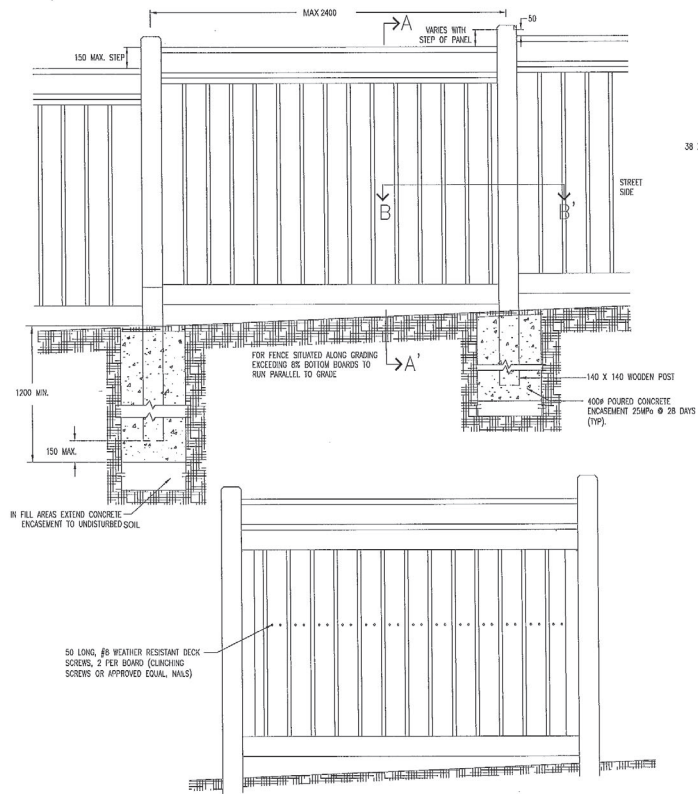 MAX 2400
A
VARIES WITH
STEP OF PANEL
50
150 MAX. STEP
38
STREET
SIDE
B
B'
FOR FENCE SITUATED ALONG GRADING
EXCEEDING 8% BOTTOM BOARDS TO
RUN PARALLEL TO GRADE
A'
1200 MIN.
140 X 140 WOODEN POST
400ø POURED CONCRETE
ENCASEMENT 25MPa @ 28 DAYS
(TYP).
150 MAX.
IN FILL AREAS EXTEND CONCRETE
ENCASEMENT TO UNDISTURBED SOIL
50 LONG, #8 WEATHER RESISTANT DECK
SCREWS, 2 PER BOARD (CLINCHING
SCREWS OR APPROVED EQUAL, NAILS)